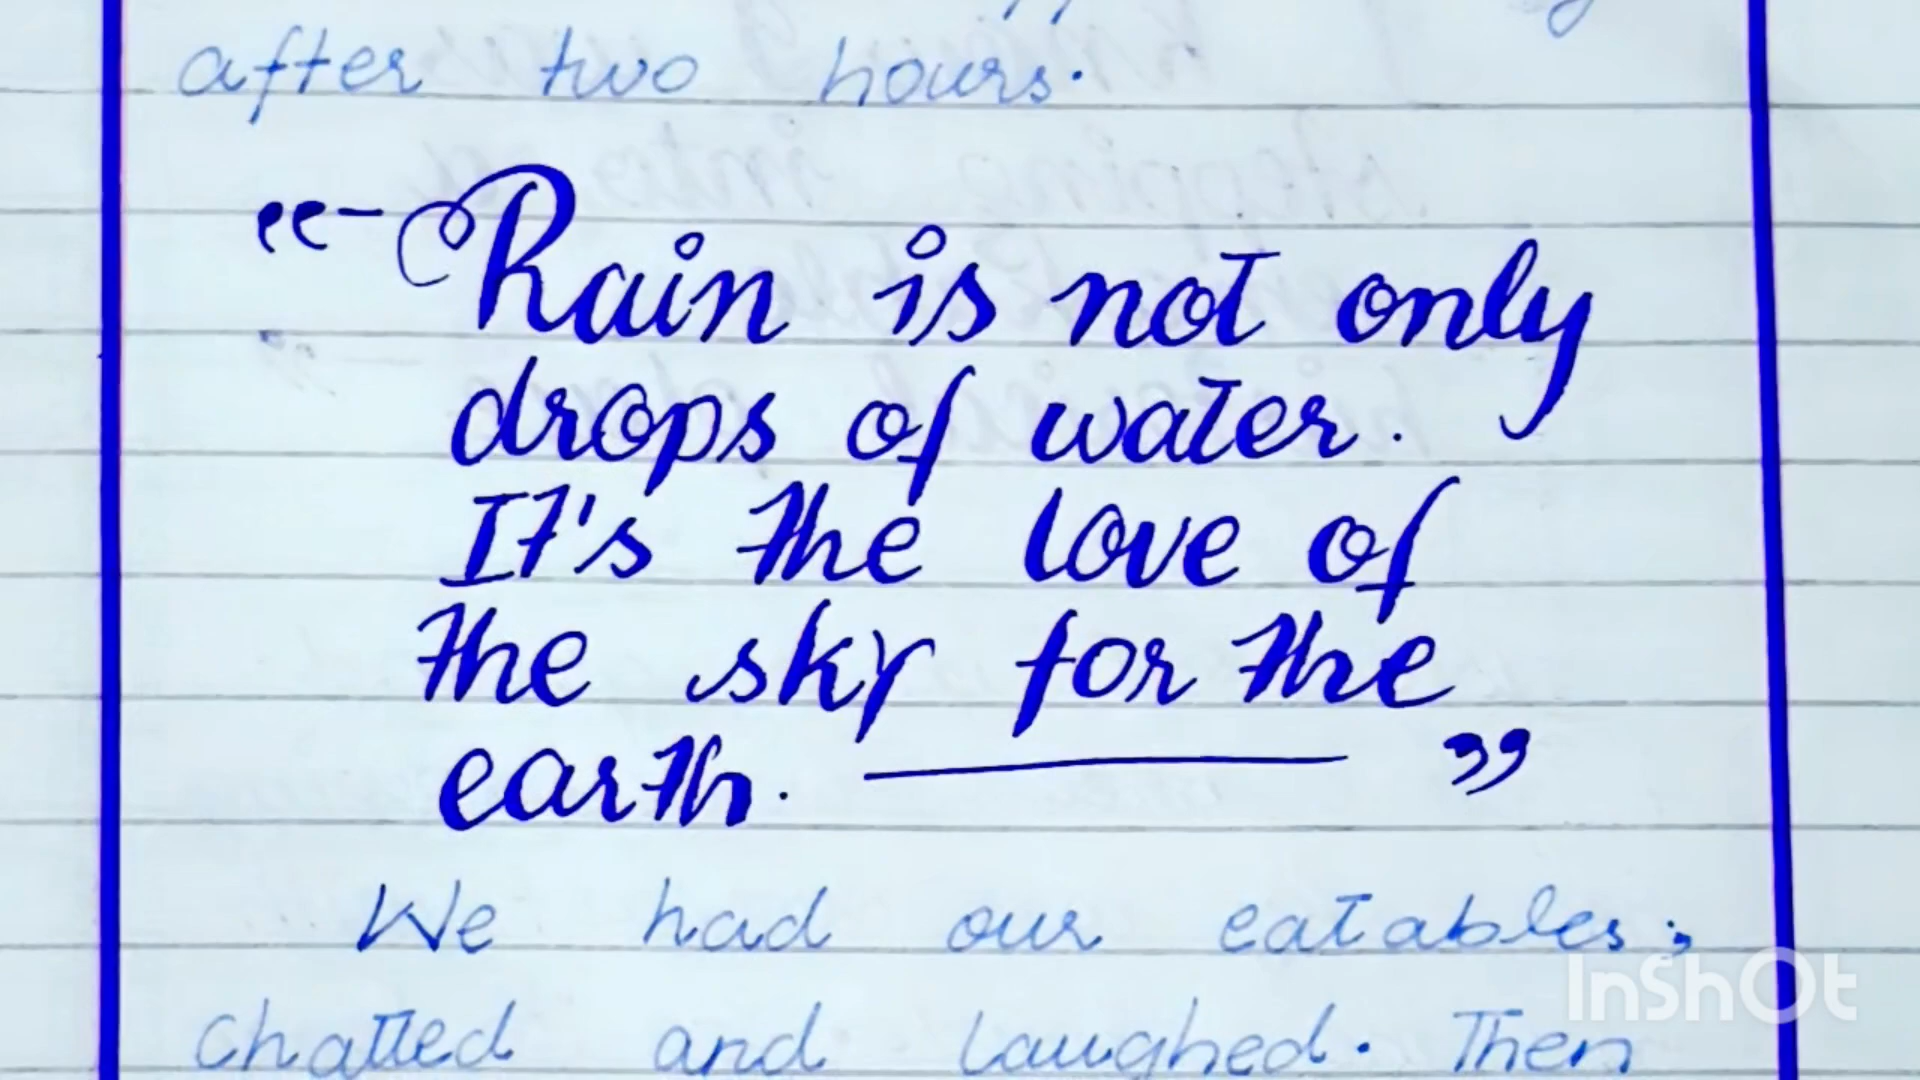 after two hours.
“- Rain is not only
drops of water.
It's the love of
the sky for the
earth. ——— ”
We had our eatables,
chatted and laughed. Then
InShOt